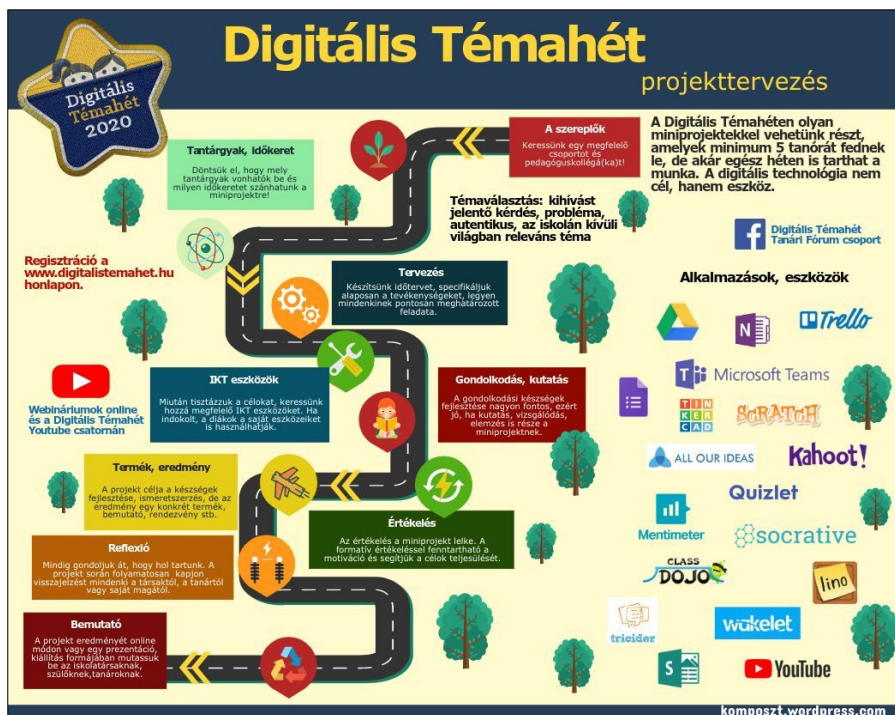 Digitális Témahét
projekttervezés
Digitális
Témahét
2020
A szereplők
Keressünk egy megfelelő
csoportot és
pedagóguskollégá(ka)t!
A Digitális Témahéten olyan
miniprojektekkel vehetünk részt,
amelyek minimum 5 tanórát fednek
le, de akár egész héten is tarthat a
munka. A digitális technológia nem
cél, hanem eszköz.
Tantárgyak, időkeret
Döntsük el, hogy mely
tantárgyak vonhatók be és
milyen időkeretet szánhatunk a
miniprojektre!
Témaválasztás: kihívást
jelentő kérdés, probléma,
autentikus, az iskolán kívüli
világban releváns téma
Digitális Témahét
Tanári Fórum csoport
Regisztráció a
www.digitalistemahet.hu
honlapon.
Tervezés
Készítsünk időtervet, specifikáljuk
alaposan a tevékenységeket, legyen
mindenkinek pontosan meghatározott
feladata.
Alkalmazások, eszközök
N
Trello
Microsoft Teams
TIN
KER
CAD
SCRATCH
ALL OUR IDEAS
Kahoot!
Quizlet
Mentimeter
socrative
CLASS
DOJO
lino
tricider
wakelet
S
YouTube
Webináriumok online
és a Digitális Témahét
Youtube csatornán
IKT eszközök
Miután tisztázzuk a célokat, keressünk
hozzá megfelelő IKT eszközöket. Ha
indokolt, a diákok a saját eszközeiket
is használhatják.
Gondolkodás, kutatás
A gondolkodási készségek
fejlesztése nagyon fontos, ezért
jó, ha kutatás, vizsgálódás,
elemzés is része a
miniprojektnek.
Termék, eredmény
A projekt célja a készségek
fejlesztése, ismeretszerzés, de az
eredmény egy konkrét termék,
bemutató, rendezvény stb.
Értékelés
Az értékelés a miniprojekt lelke. A
formatív értékeléssel fenntartható a
motiváció és segítjük a célok teljesülését.
Reflexió
Mindig gondoljuk át, hogy hol tartunk. A
projekt során folyamatosan kapjon
visszajelzést mindenki a társaktól, a tanártól
vagy saját magától.
Bemutató
A projekt eredményét online
módon vagy egy prezentáció,
kiállítás formájában mutassuk
be az iskolatársaknak,
szülőknek,tanároknak.
komposzt.wordpress.com